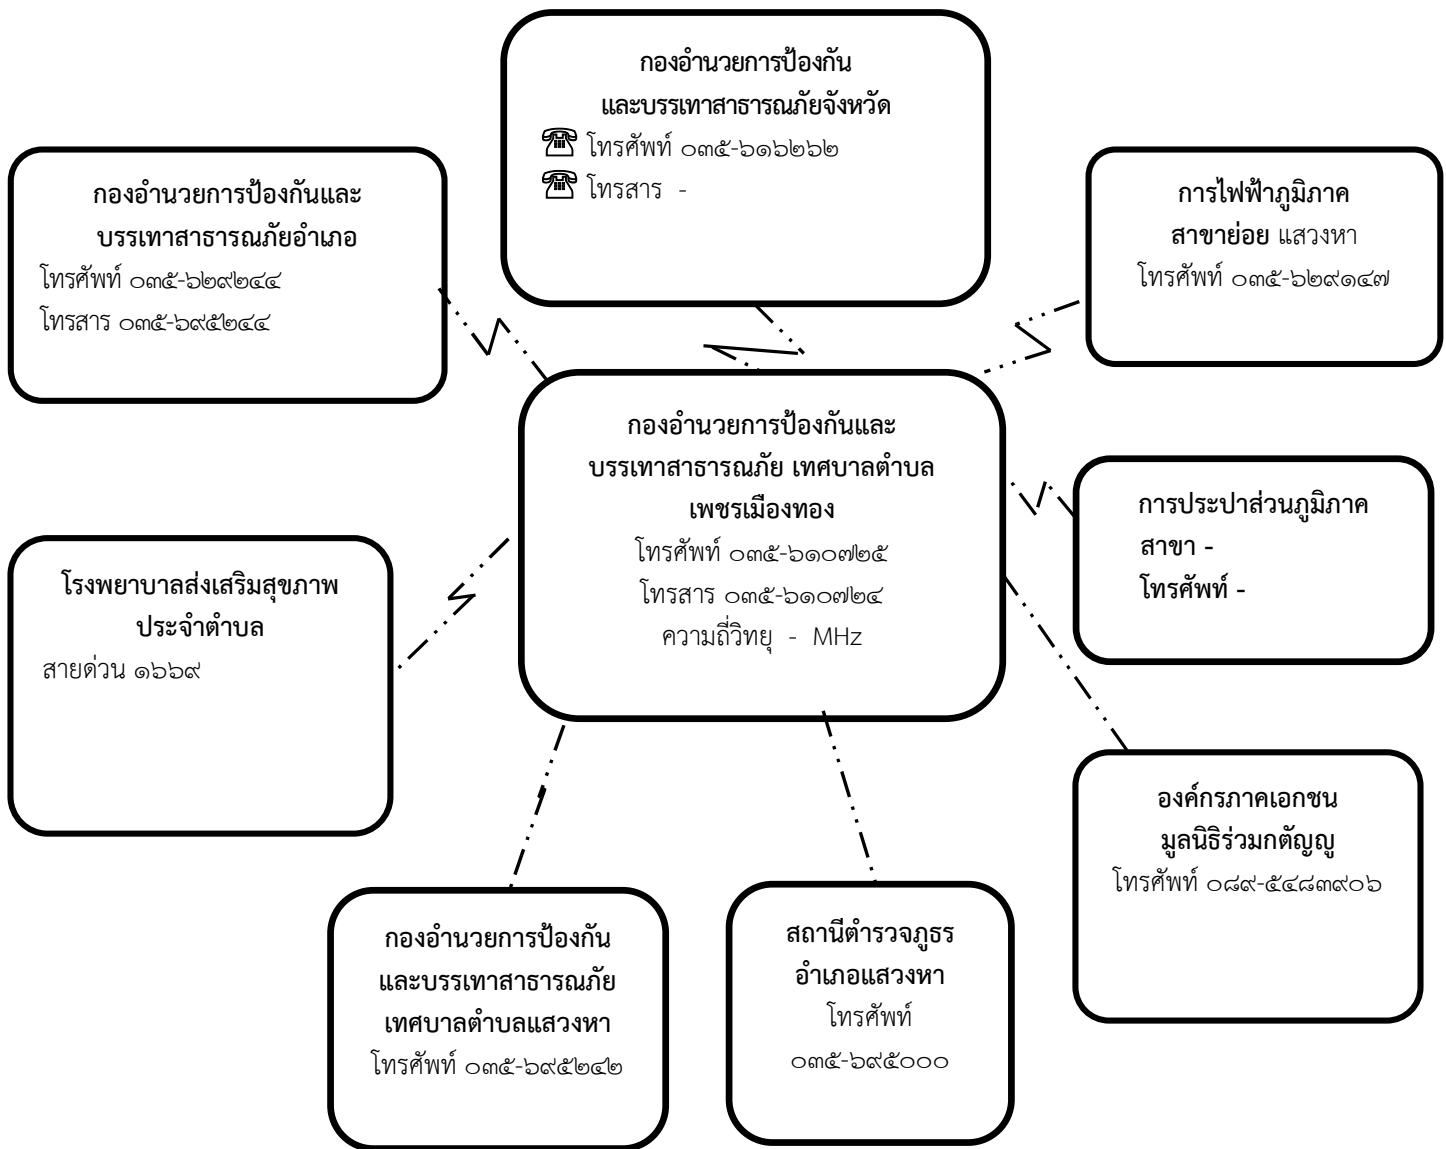 กองอำนวยการป้องกัน
และบรรเทาสาธารณภัยจังหวัด
☎ โทรศัพท์ ๐๓๕-๖๑๖๒๖๒
☎ โทรสาร -
กองอำนวยการป้องกันและ
บรรเทาสาธารณภัยอำเภอ
โทรศัพท์ ๐๓๕-๖๒๙๒๔๔
โทรสาร ๐๓๕-๖๙๕๒๔๔
การไฟฟ้าภูมิภาค
สาขาย่อย แสวงหา
โทรศัพท์ ๐๓๕-๖๒๙๑๔๗
กองอำนวยการป้องกันและ
บรรเทาสาธารณภัย เทศบาลตำบล
เพชรเมืองทอง
โทรศัพท์ ๐๓๕-๖๑๐๗๒๕
โทรสาร ๐๓๕-๖๑๐๗๒๔
ความถี่วิทยุ - MHz
การประปาส่วนภูมิภาค
สาขา -
โทรศัพท์ -
โรงพยาบาลส่งเสริมสุขภาพ
ประจำตำบล
สายด่วน ๑๖๖๙
องค์กรภาคเอกชน
มูลนิธิร่วมกตัญญู
โทรศัพท์ ๐๘๙-๕๔๘๓๙๐๖
กองอำนวยการป้องกัน
และบรรเทาสาธารณภัย
เทศบาลตำบลแสวงหา
โทรศัพท์ ๐๓๕-๖๙๕๒๔๒
สถานีตำรวจภูธร
อำเภอแสวงหา
โทรศัพท์
๐๓๕-๖๙๕๐๐๐